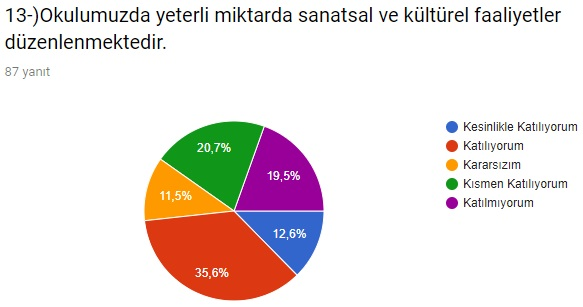 13-)Okulumuzda yeterli miktarda sanatsal ve kültürel faaliyetler
düzenlenmektedir.
87 yanıt
20,7%
19,5%
11,5%
12,6%
35,6%
Kesinlikle Katılıyorum
Katılıyorum
Kararsızım
Kısmen Katılıyorum
Katılmıyorum